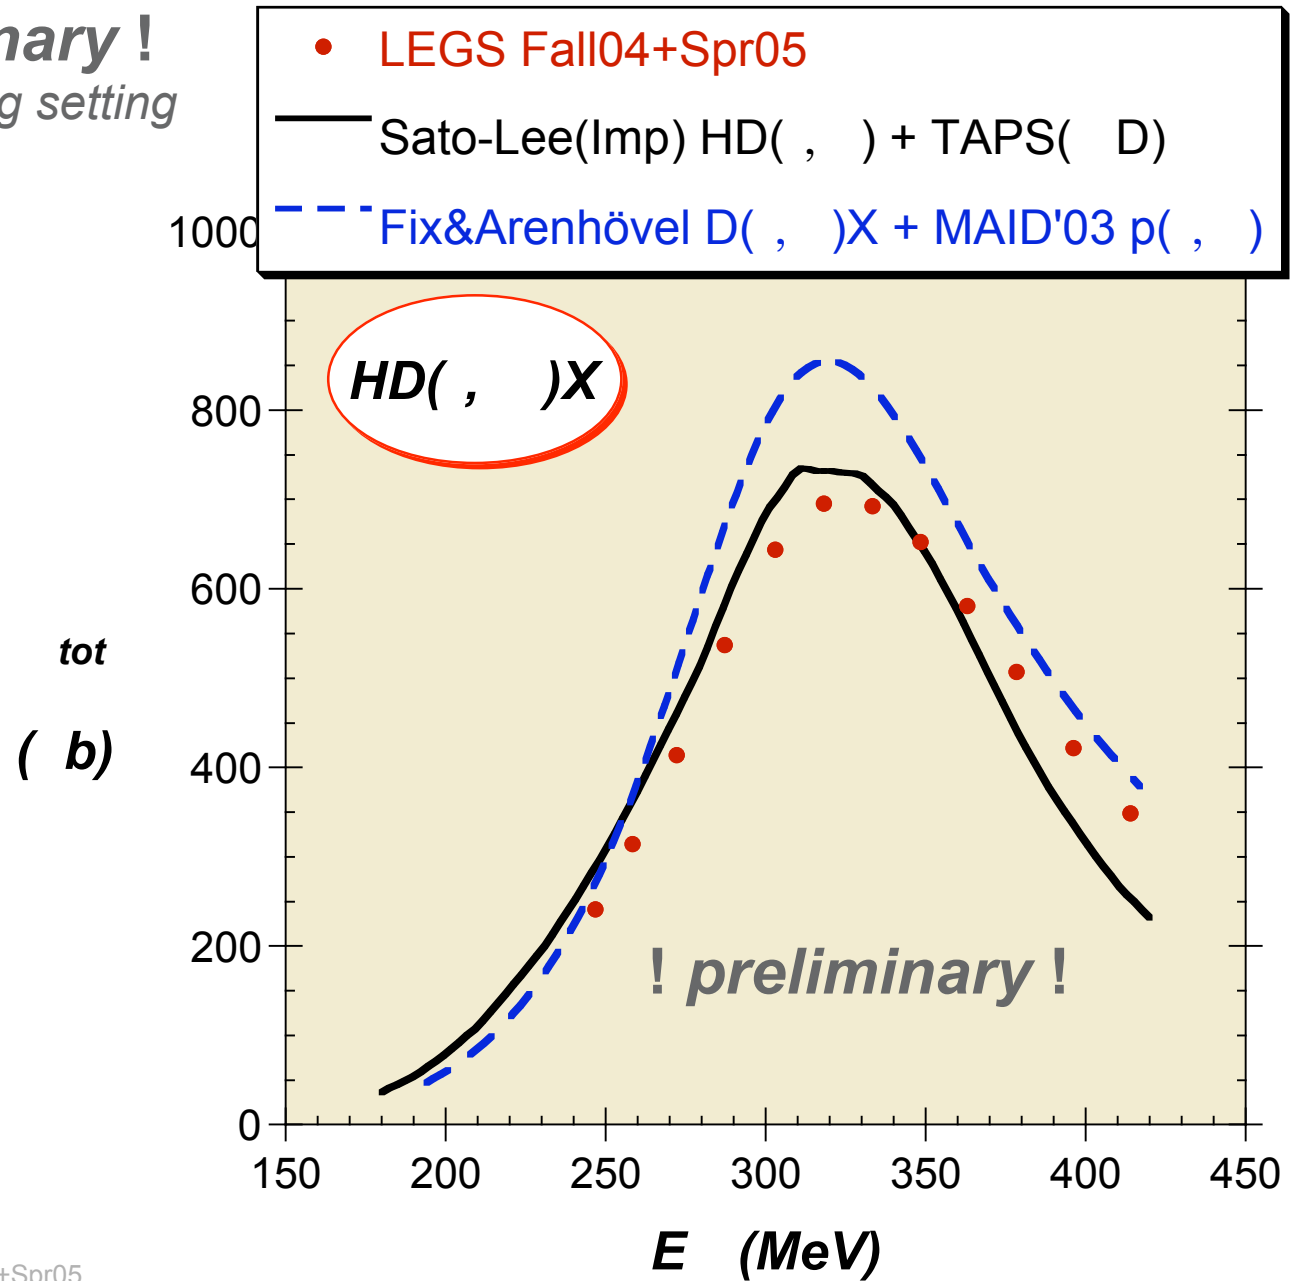 ! 
g setting
LEGS Fall04+Spr05
Sato-Lee(Imp) HD( , ) + TAPS( D)
Fix&Arenhövel D( , )X + MAID'03 p( , )
1000
HD( , )X
800
600
tot
( b)
400
200
! preliminary !
0
150 200 250 300 350 400 450
E (MeV)
+Spr05